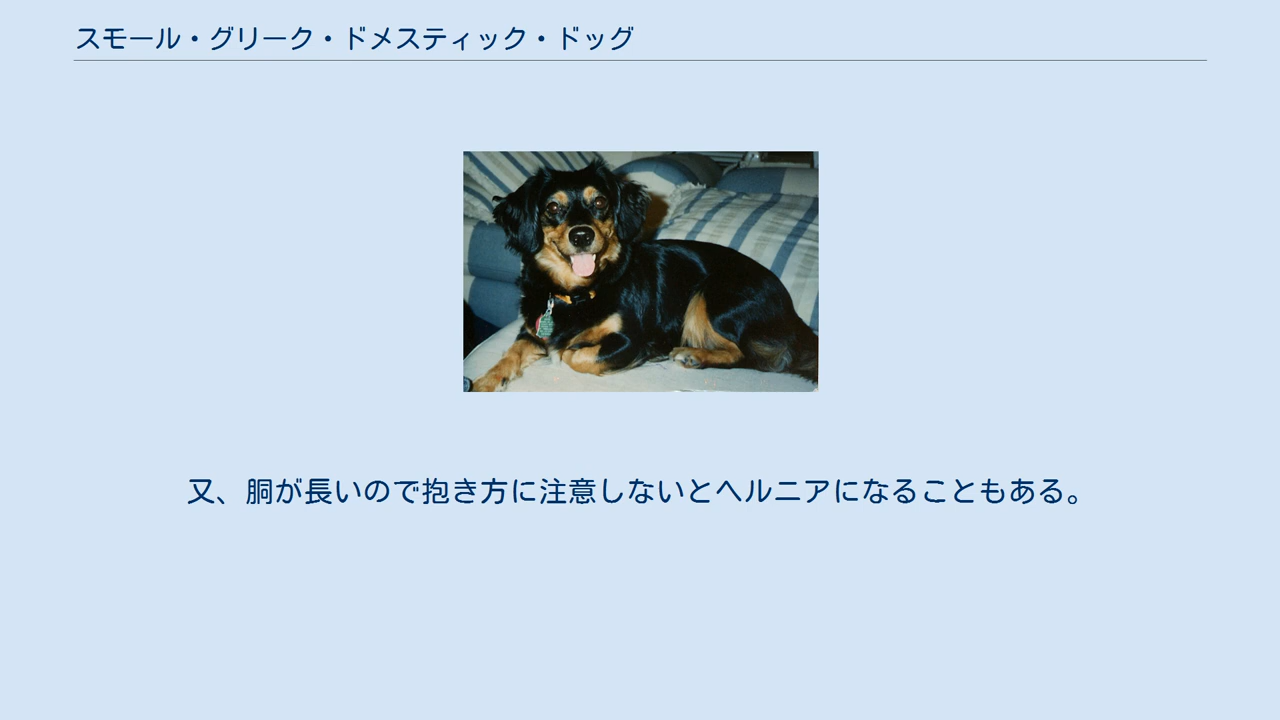 スモール・グリーク・ドメスティック・ドッグ
又、胴が長いので抱き方に注意しないとヘルニアになることもある。